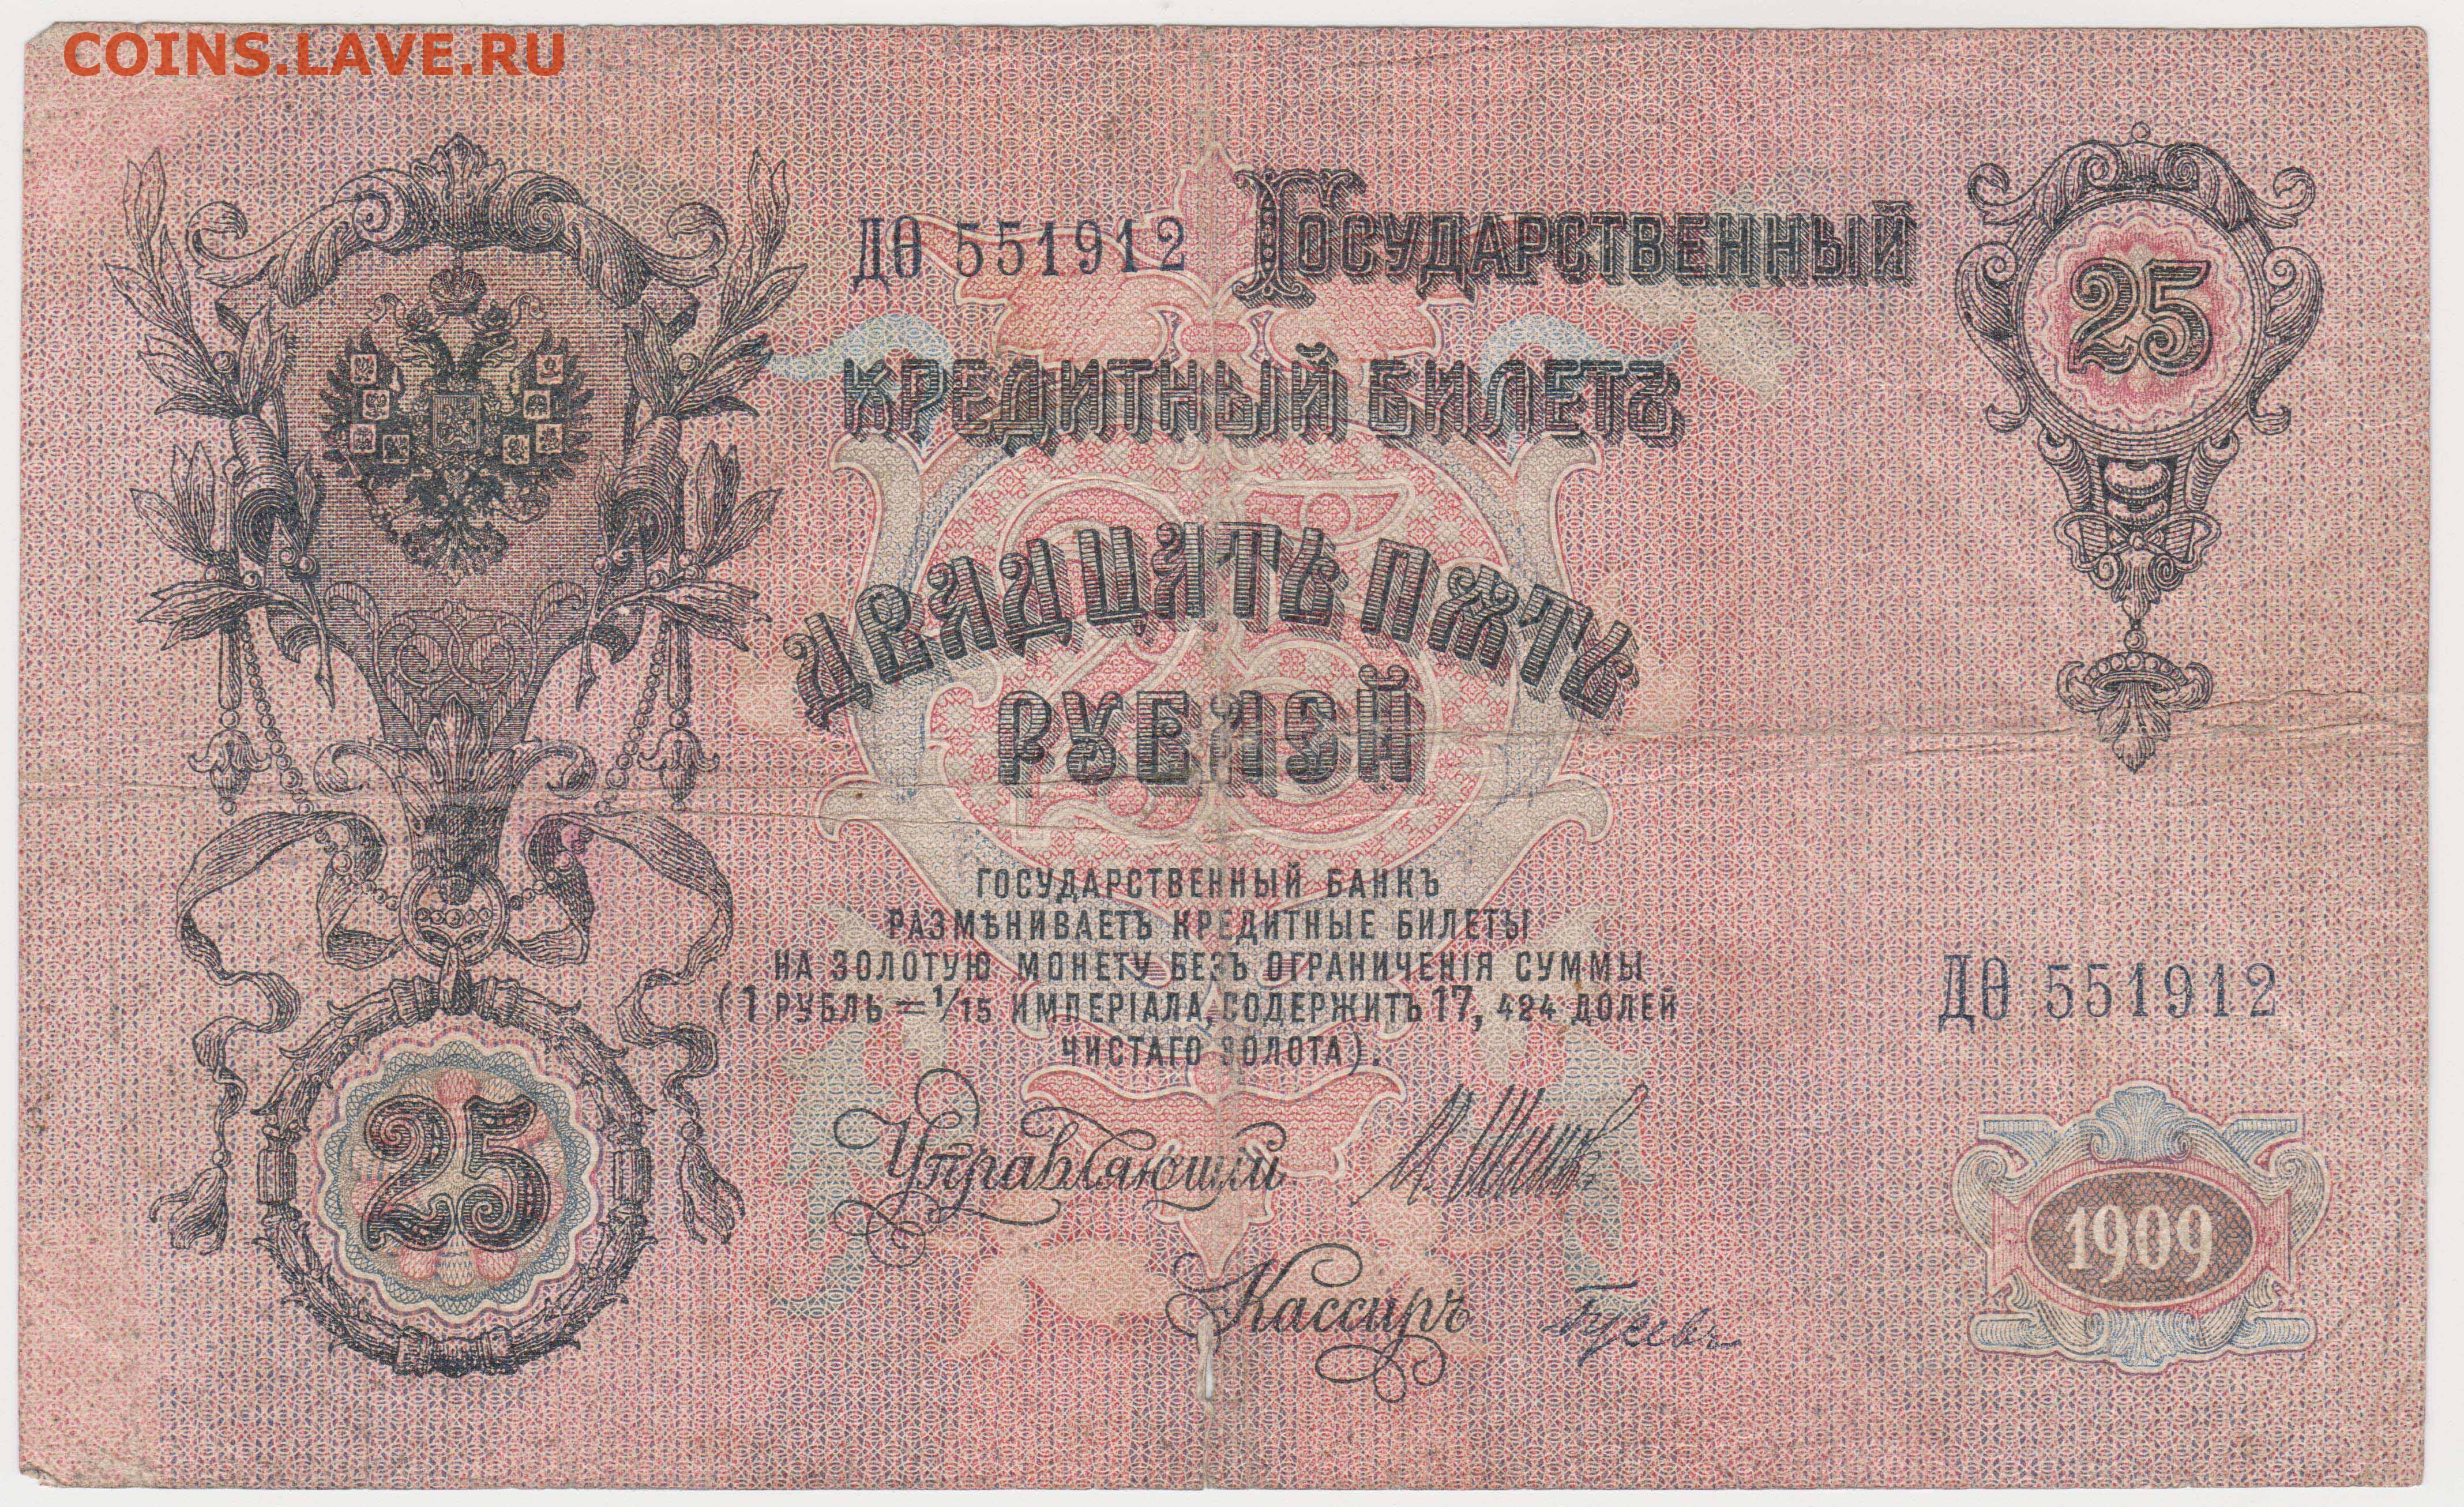 COINS.LAVE.RU
ДѲ 551912 ГОСУДАРСТВЕННЫЙ
25
КРЕДИТНЫЙ БИЛЕТЪ
ДВАДЦАТЬ ПЯТЬ
РУБЛЕЙ
ГОСУДАРСТВЕННЫЙ БАНКЪ
РАЗМѢНИВАЕТЪ КРЕДИТНЫЕ БИЛЕТЫ
НА ЗОЛОТУЮ МОНЕТУ БЕЗЪ ОГРАНИЧЕНІЯ СУММЫ
(1 РУБЛЬ = 1/15 ИМПЕРІАЛА, СОДЕРЖИТЪ 17, 424 ДОЛЕЙ
ЧИСТАГО ЗОЛОТА).
ДѲ 551912
25
Управляющій И. Шипов
Кассиръ Гусевъ
1909